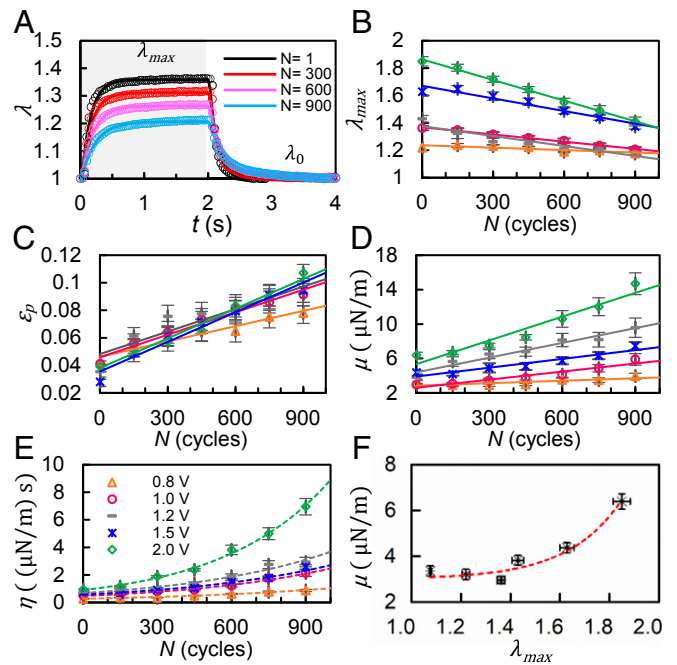 A
λmax
N= 1
N= 300
N= 600
N= 900
λ0
λ
1.5
1.4
1.3
1.2
1.1
1
0 1 2 3 4
t (s)
B
λmax
2
1.8
1.6
1.4
1.2
1
0 300 600 900
N (cycles)
C
εp
0.12
0.1
0.08
0.06
0.04
0.02
0 300 600 900
N (cycles)
D
μ ( μN/m)
18
14
10
6
2
0 300 600 900
N (cycles)
E
η ( (μN/m) s)
10
8
6
4
2
0
0.8 V
1.0 V
1.2 V
1.5 V
2.0 V
0 300 600 900
N (cycles)
F
μ ( μN/m)
8
6
4
2
1.0 1.2 1.4 1.6 1.8 2.0
λmax